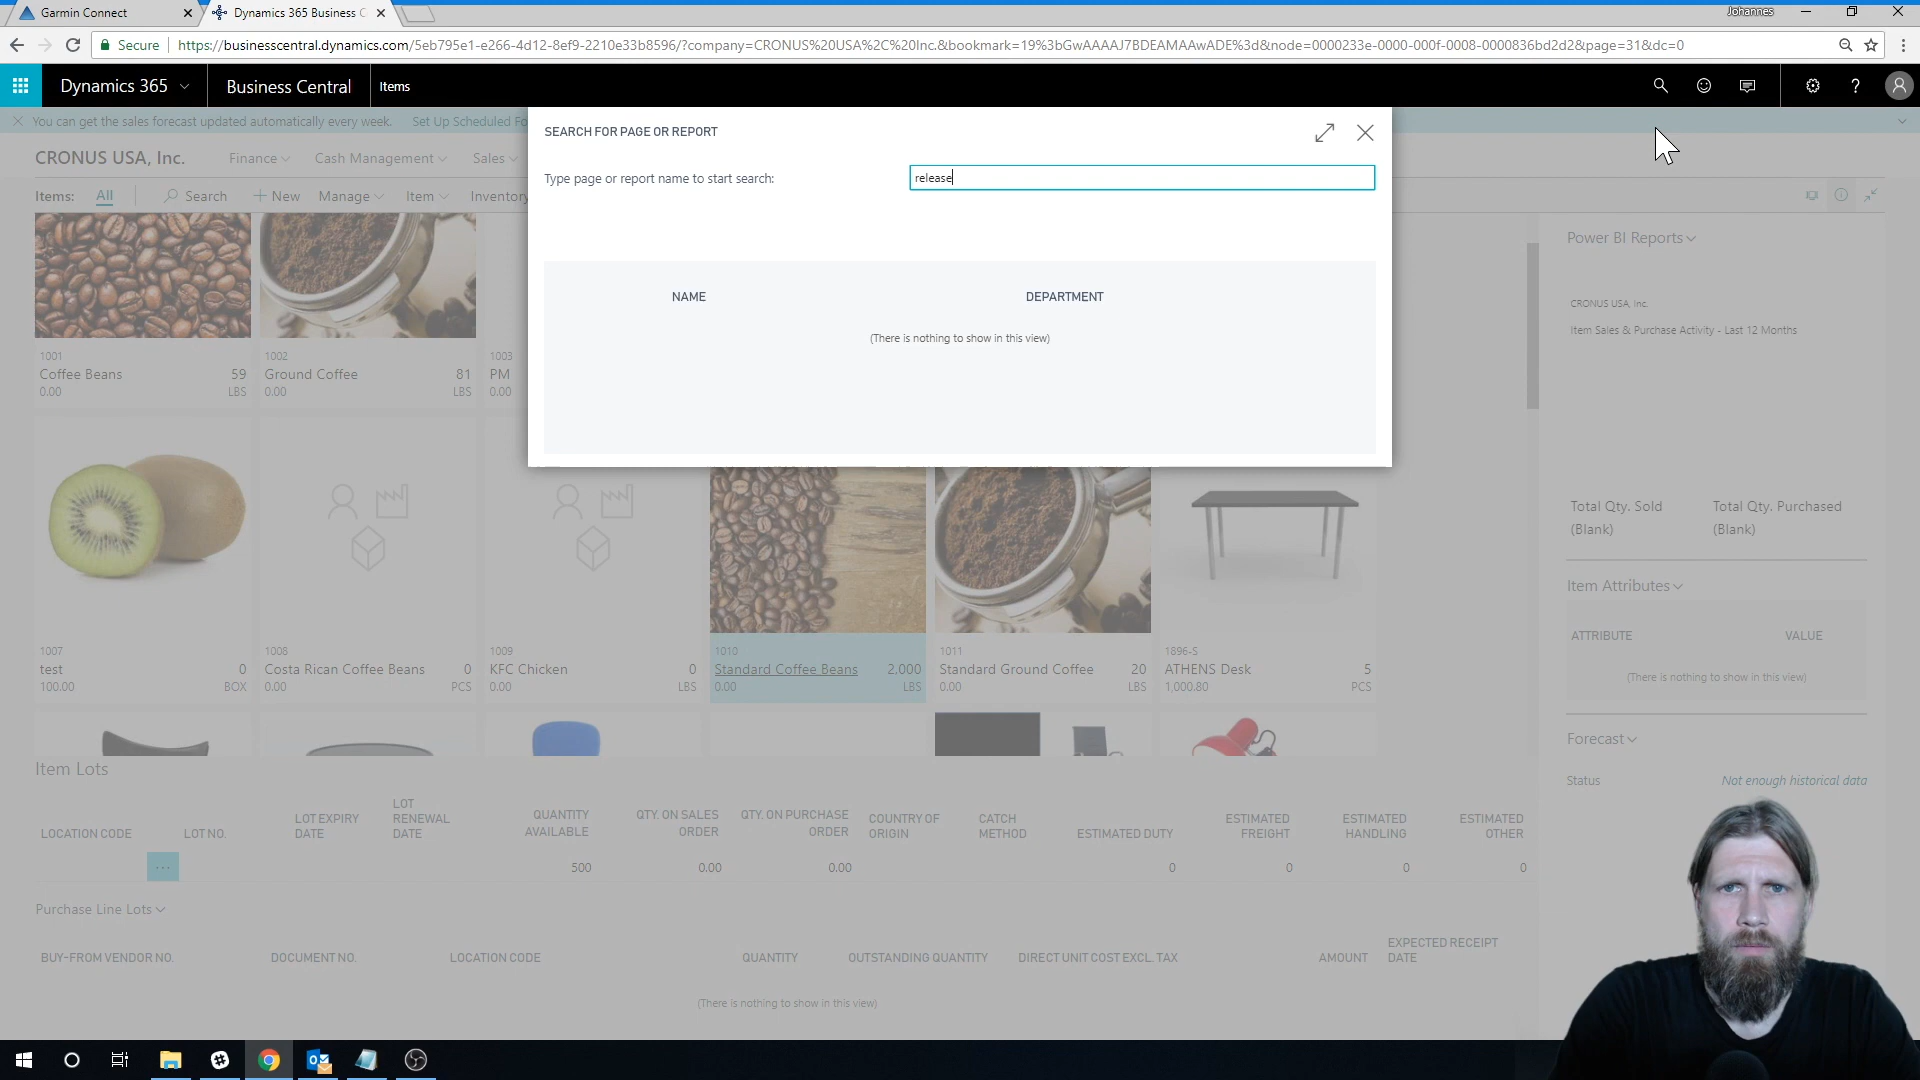 Garmin Connect
Dynamics 365 Business C
Johannes
Secure
https://businesscentral.dynamics.com/5eb795e1-e266-4d12-8ef9-2210e33b8596/?company=CRONUS%20USA%2C%20Inc.&bookmark=19%3bGwAAAAJ7BDEAMAAwADE%3d&node=0000233e-0000-000f-0008-0000836bd2d2&page=31&dc=0
Dynamics 365
Business Central
Items
You can get the sales forecast updated automatically every week.
Set Up Scheduled Fo
SEARCH FOR PAGE OR REPORT
CRONUS USA, Inc.
Finance
Cash Management
Sales
Type page or report name to start search:
release
Items:
All
Search
New
Manage
Item
Inventory
NAME
DEPARTMENT
(There is nothing to show in this view)
1001
Coffee Beans
59
0.00
LBS
1002
Ground Coffee
81
0.00
LBS
1003
PM
0.00
1007
test
0
100.00
BOX
1008
Costa Rican Coffee Beans
0
0.00
PCS
1009
KFC Chicken
0
0.00
LBS
1010
Standard Coffee Beans
2,000
0.00
LBS
1011
Standard Ground Coffee
20
0.00
LBS
1896-S
ATHENS Desk
5
1,000.80
PCS
Power BI Reports
CRONUS USA, Inc.
Item Sales & Purchase Activity - Last 12 Months
Total Qty. Sold
(Blank)
Total Qty. Purchased
(Blank)
Item Attributes
ATTRIBUTE
VALUE
(There is nothing to show in this view)
Forecast
Status
Not enough historical data
Item Lots
LOCATION CODE
LOT NO.
LOT EXPIRY
DATE
LOT
RENEWAL
DATE
QUANTITY
AVAILABLE
QTY. ON SALES
ORDER
QTY. ON PURCHASE
ORDER
COUNTRY OF
ORIGIN
CATCH
METHOD
ESTIMATED DUTY
ESTIMATED
FREIGHT
ESTIMATED
HANDLING
ESTIMATED
OTHER
500
0.00
0.00
0
0
0
0
Purchase Line Lots
BUY-FROM VENDOR NO.
DOCUMENT NO.
LOCATION CODE
QUANTITY
OUTSTANDING QUANTITY
DIRECT UNIT COST EXCL. TAX
AMOUNT
EXPECTED RECEIPT
DATE
(There is nothing to show in this view)